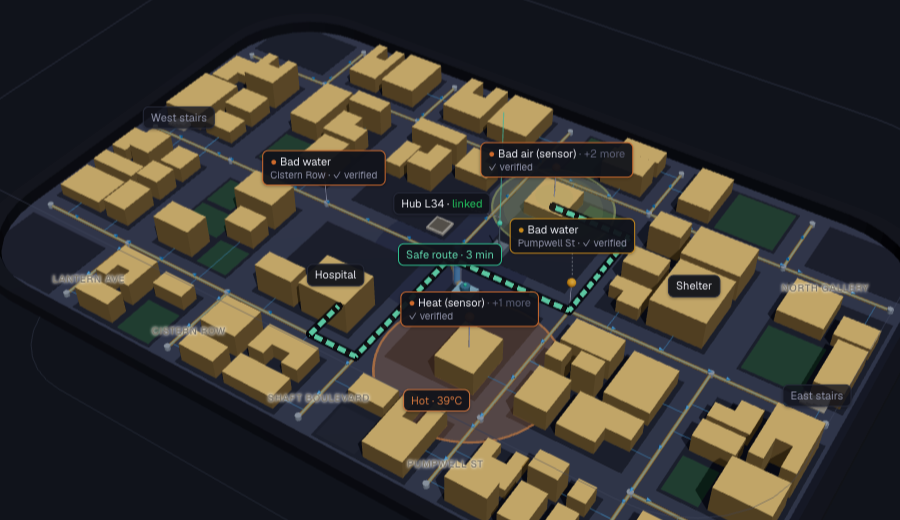 West stairs
Bad air (sensor) · +2 more
✓ verified
Bad water
Cistern Row · ✓ verified
Hub L34 · linked
Bad water
Pumpwell St · ✓ verified
Safe route · 3 min
Hospital
LANTERN AVE
Shelter
NORTH GALLERY
Heat (sensor) · +1 more
✓ verified
CISTERN ROW
SHAFT BOULEVARD
Hot · 39°C
East stairs
PUMPWELL ST